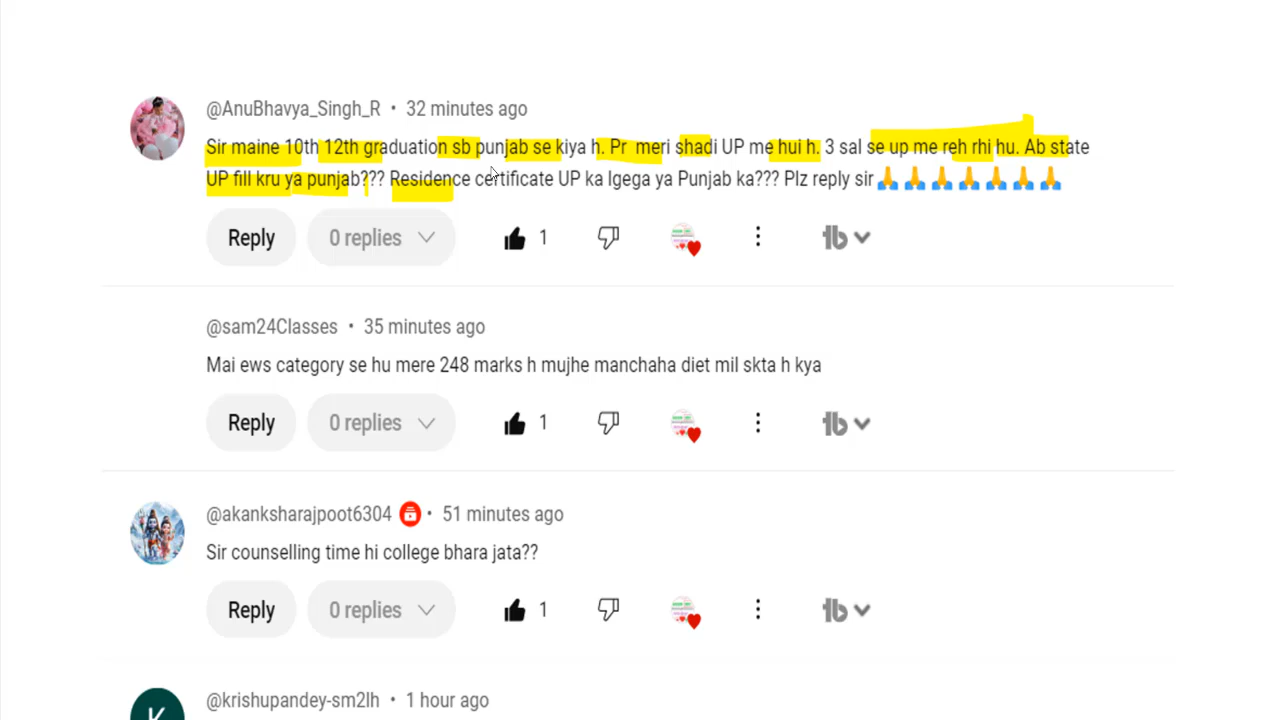 @AnuBhavya_Singh_R • 32 minutes ago
Sir maine 10th 12th graduation sb punjab se kiya h. Pr meri shadi UP me hui h. 3 sal se up me reh rhi hu. Ab state
UP fill kru ya punjab??? Residence certificate UP ka lgega ya Punjab ka??? Plz reply sir 🙏🙏🙏🙏🙏🙏🙏
Reply 0 replies 1
@sam24Classes • 35 minutes ago
Mai ews category se hu mere 248 marks h mujhe manchaha diet mil skta h kya
Reply 0 replies 1
@akanksharajpoot6304 • 51 minutes ago
Sir counselling time hi college bhara jata??
Reply 0 replies 1
K @krishupandey-sm2lh • 1 hour ago